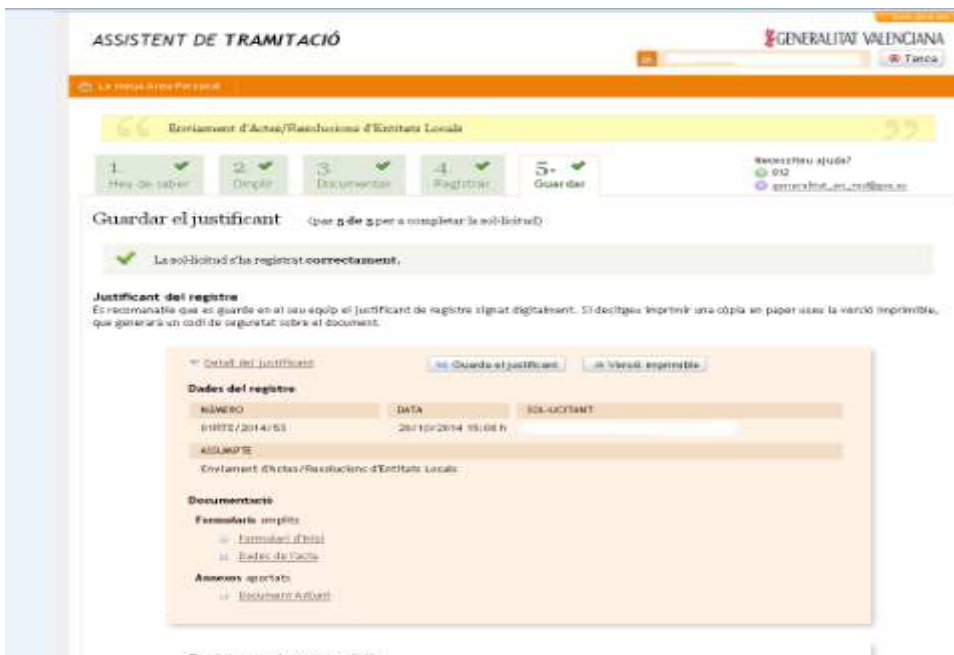 ASSISTENT DE TRAMITACIÓ
GENERALITAT VALENCIANA
Tanca
La meua Àrea Personal
Enviament d'Actes/Resolucions d'Entitats Locals
1. Heu de saber
2. Omplir
3. Documentar
4. Registrar
5. Guardar
Necessiteu ajuda?
012
Guardar el justificant (pas 5 de 5 per a completar la sol·licitud)
La sol·licitud s'ha registrat correctament.
Justificant del registre
És recomanable que es guarde en el seu equip el justificant de registre signat digitalment. Si desitgeu imprimir una còpia en paper useu la versió imprimible,
que generarà un codi de seguretat sobre el document.
Detall del justificant
Guarda el justificant
Versió imprimible
Dades del registre
NÚMERO DATA SOL·LICITANT
ASSUMPTE
Enviament d'Actes/Resolucions d'Entitats Locals
Documentació
Formularis omplits
Formulari d'Inici
Dades de l'acta
Annexos aportats
Document Adjunt